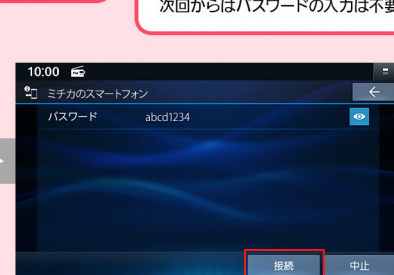 次回からはパスワードの入力は不要
10:00
ミチカのスマートフォン
パスワード abcd1234
接続 中止